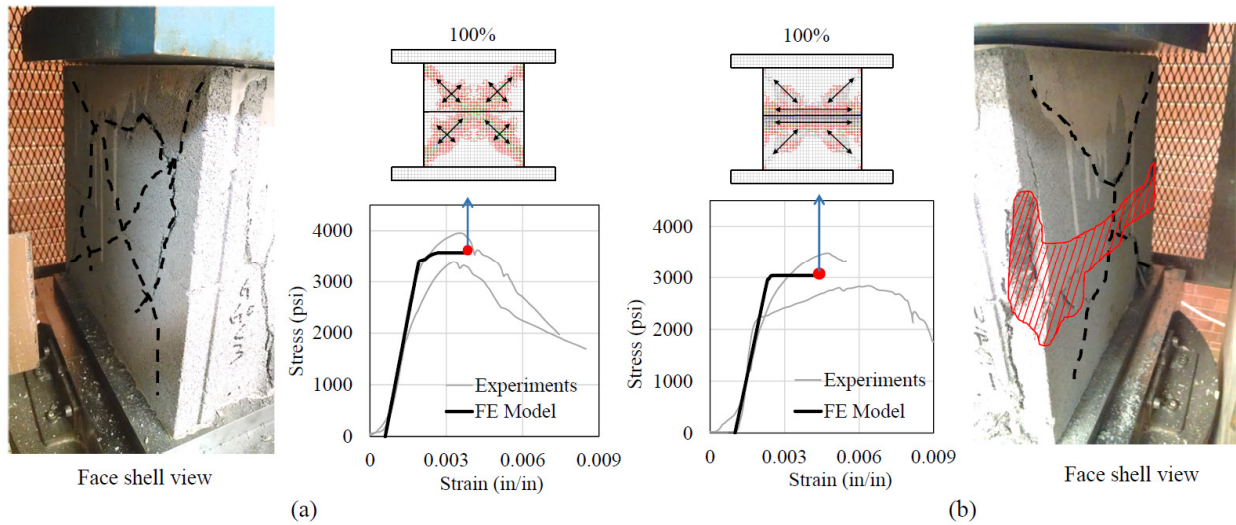 100%
4000
3000
2000
1000
0
Stress (psi)
Experiments
FE Model
0
0.003
0.006
0.009
Strain (in/in)
Face shell view
(a)
100%
4000
3000
2000
1000
0
Stress (psi)
Experiments
FE Model
0
0.003
0.006
0.009
Strain (in/in)
Face shell view
(b)